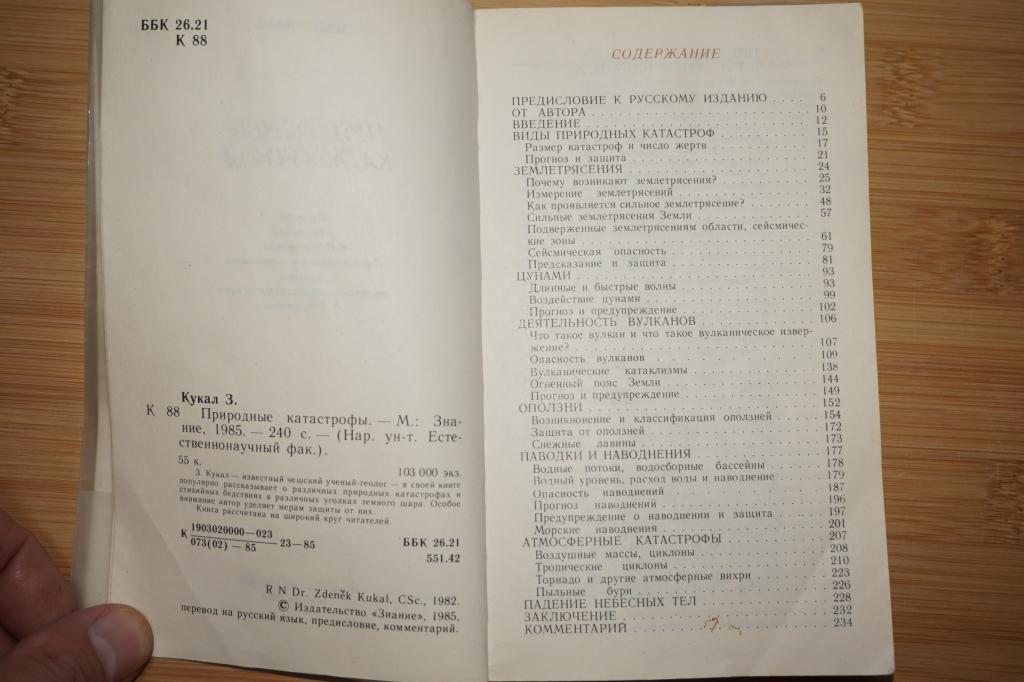 ББК 26.21
К 88
Кукал З.
К 88 Природные катастрофы. — М.: Зна-
ние, 1985. — 240 с. — (Нар. ун-т. Есте-
ственнонаучный фак.).
55 к. 103 000 экз.
З. Кукал — известный чешский ученый-геолог — в своей книге
популярно рассказывает о различных природных катастрофах и
стихийных бедствиях в различных уголках земного шара. Особое
внимание автор уделяет мерам защиты от них.
Книга рассчитана на широкий круг читателей.
К 1903020000—023
073(02) — 85 23—85
ББК 26.21
551.42
R N Dr. Zdeněk Kukal, CSc., 1982.
© Издательство «Знание», 1985,
перевод на русский язык, предисловие, комментарий.
СОДЕРЖАНИЕ
ПРЕДИСЛОВИЕ К РУССКОМУ ИЗДАНИЮ .... 6
ОТ АВТОРА .... 10
ВВЕДЕНИЕ .... 12
ВИДЫ ПРИРОДНЫХ КАТАСТРОФ .... 15
Размер катастроф и число жертв .... 17
Прогноз и защита .... 21
ЗЕМЛЕТРЯСЕНИЯ .... 24
Почему возникают землетрясения? .... 25
Измерение землетрясений .... 32
Как проявляется сильное землетрясение? .... 48
Сильные землетрясения Земли .... 57
Подверженные землетрясениям области, сейсмичес-
кие зоны .... 61
Сейсмическая опасность .... 79
Предсказание и защита .... 81
ЦУНАМИ .... 93
Длинные и быстрые волны .... 93
Воздействие цунами .... 99
Прогноз и предупреждение .... 102
ДЕЯТЕЛЬНОСТЬ ВУЛКАНОВ .... 106
Что такое вулкан и что такое вулканическое извер-
жение? .... 107
Опасность вулканов .... 109
Вулканические катаклизмы .... 138
Огненный пояс Земли .... 144
Прогноз и предупреждение .... 149
ОПОЛЗНИ .... 152
Возникновение и классификация оползней .... 154
Защита от оползней .... 172
Снежные лавины .... 173
ПАВОДКИ И НАВОДНЕНИЯ .... 177
Водные потоки, водосборные бассейны .... 178
Водный уровень, расход воды и наводнение .... 179
Опасность наводнений .... 187
Прогноз наводнений .... 196
Предупреждение о наводнении и защита .... 197
Морские наводнения .... 201
АТМОСФЕРНЫЕ КАТАСТРОФЫ .... 207
Воздушные массы, циклоны .... 208
Тропические циклоны .... 210
Торнадо и другие атмосферные вихри .... 223
Пыльные бури .... 226
ПАДЕНИЕ НЕБЕСНЫХ ТЕЛ .... 228
ЗАКЛЮЧЕНИЕ .... 232
КОММЕНТАРИЙ .... 234